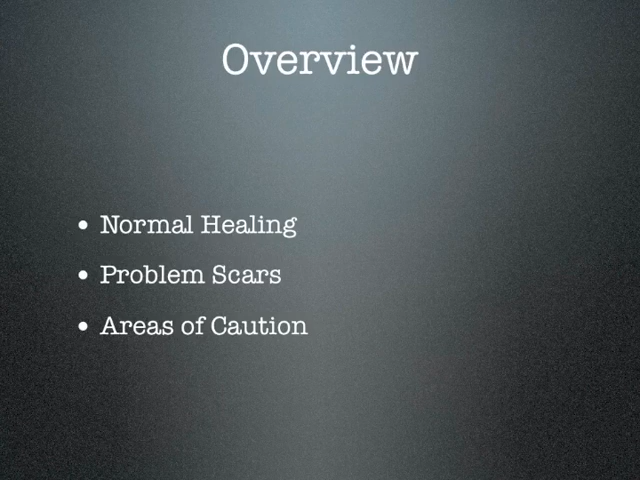 Overview
• Normal Healing
• Problem Scars
• Areas of Caution